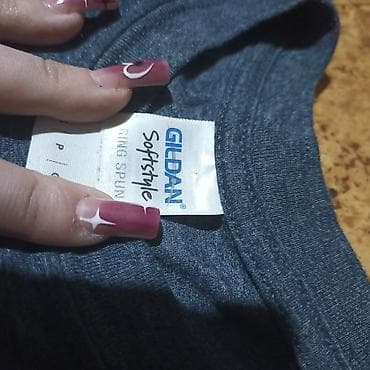 GILDAN®
Softstyle
RING SPUN
P